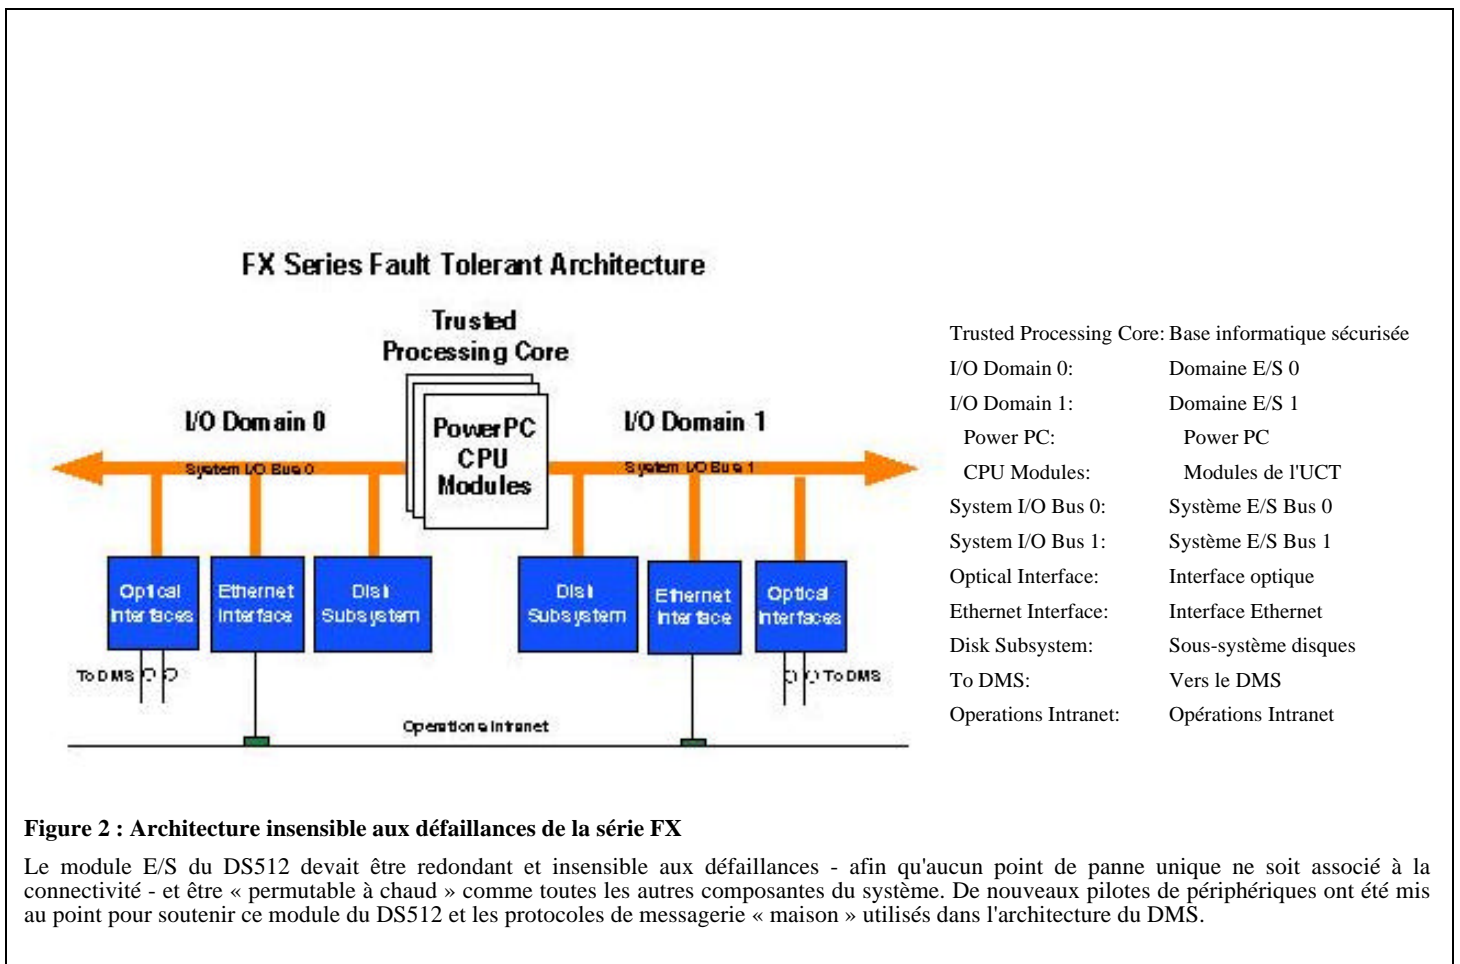 FX Series Fault Tolerant Architecture
Trusted
Processing Core
I/O Domain 0
I/O Domain 1
PowerPC
CPU
Modules
System I/O Bus 0
System I/O Bus 1
Optical
Interfaces
Ethernet
Interface
Disk
Subsystem
Disk
Subsystem
Ethernet
Interface
Optical
Interfaces
To DMS
To DMS
Operations Intranet
Trusted Processing Core: Base informatique sécurisée
I/O Domain 0: Domaine E/S 0
I/O Domain 1: Domaine E/S 1
Power PC: Power PC
CPU Modules: Modules de l'UCT
System I/O Bus 0: Système E/S Bus 0
System I/O Bus 1: Système E/S Bus 1
Optical Interface: Interface optique
Ethernet Interface: Interface Ethernet
Disk Subsystem: Sous-système disques
To DMS: Vers le DMS
Operations Intranet: Opérations Intranet
Figure 2 : Architecture insensible aux défaillances de la série FX
Le module E/S du DS512 devait être redondant et insensible aux défaillances - afin qu'aucun point de panne unique ne soit associé à la
connectivité - et être « permutable à chaud » comme toutes les autres composantes du système. De nouveaux pilotes de périphériques ont été mis
au point pour soutenir ce module du DS512 et les protocoles de messagerie « maison » utilisés dans l'architecture du DMS.